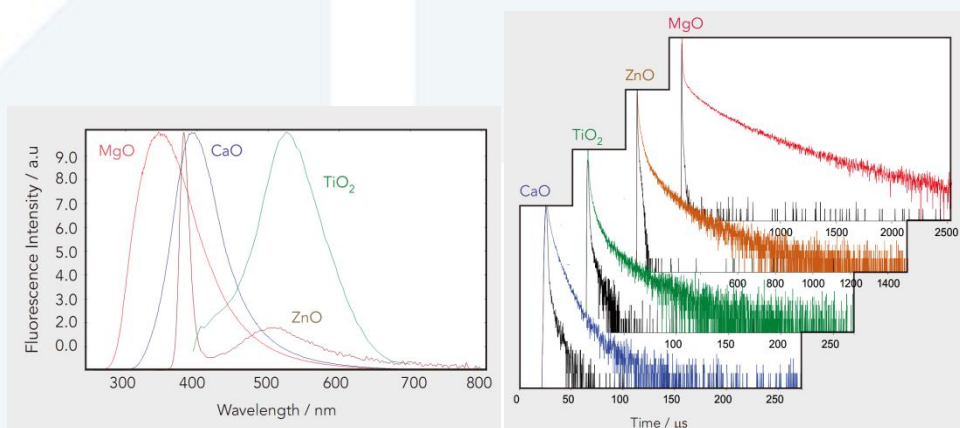 MgO
CaO
TiO2
ZnO
9.0
8.0
7.0
6.0
5.0
4.0
3.0
2.0
0.0
300 400 500 600 700 800
Fluorescence Intensity / a.u
Wavelength / nm
MgO
ZnO
TiO2
CaO
1000 1500 2000 2500
600 800 1000 1200 1400
100 150 200 250
0 50 100 150 200 250
Time / μs